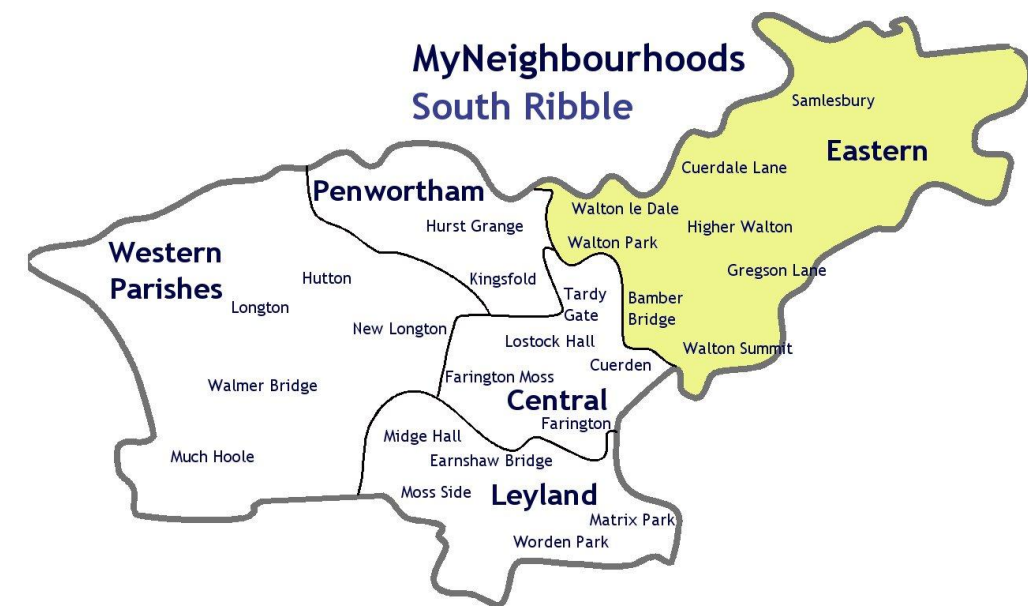 MyNeighbourhoods
South Ribble
Samlesbury
Eastern
Cuerdale Lane
Penwortham
Walton le Dale
Hurst Grange
Higher Walton
Walton Park
Western
Parishes
Gregson Lane
Hutton
Kingsfold
Longton
Tardy
Gate
Bamber
Bridge
New Longton
Lostock Hall
Walton Summit
Cuerden
Farington Moss
Walmer Bridge
Central
Farington
Midge Hall
Much Hoole
Earnshaw Bridge
Moss Side
Leyland
Matrix Park
Worden Park